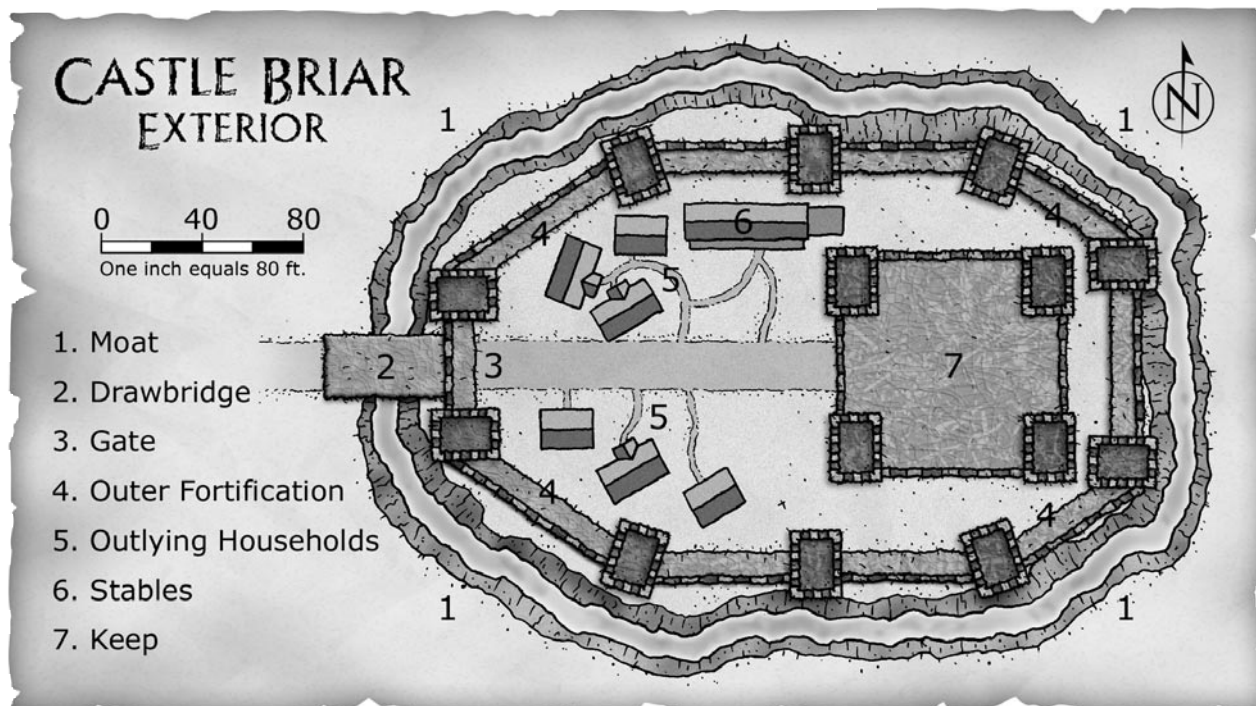 CASTLE BRIAR
EXTERIOR
N
0 40 80
One inch equals 80 ft.
1. Moat
2. Drawbridge
3. Gate
4. Outer Fortification
5. Outlying Households
6. Stables
7. Keep
1 1
4 6 4
5
2 3 7
5
4 4
1 1